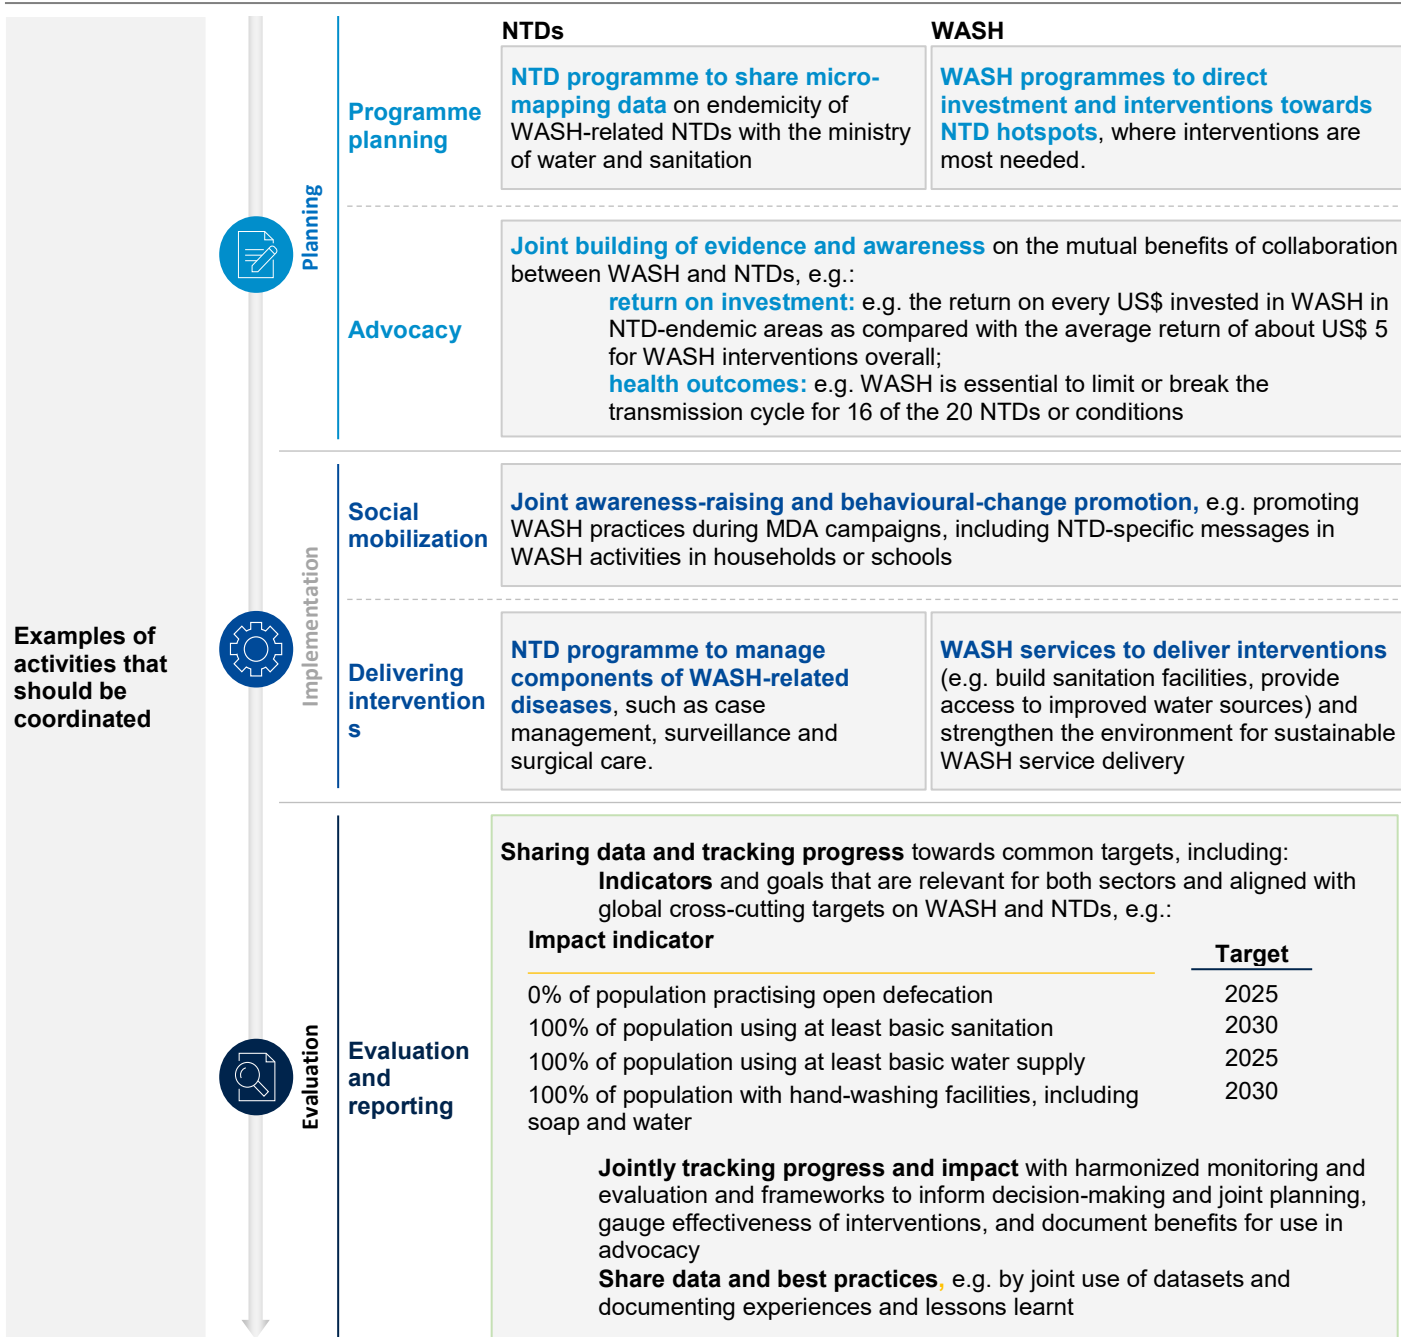 NTDs
WASH
Examples of
activities that
should be
coordinated
Planning
Programme
planning
NTD programme to share micro-
mapping data on endemicity of
WASH-related NTDs with the ministry
of water and sanitation
WASH programmes to direct
investment and interventions towards
NTD hotspots, where interventions are
most needed.
Advocacy
Joint building of evidence and awareness on the mutual benefits of collaboration
between WASH and NTDs, e.g.:
return on investment: e.g. the return on every US$ invested in WASH in
NTD-endemic areas as compared with the average return of about US$ 5
for WASH interventions overall;
health outcomes: e.g. WASH is essential to limit or break the
transmission cycle for 16 of the 20 NTDs or conditions
Implementation
Social
mobilization
Joint awareness-raising and behavioural-change promotion, e.g. promoting
WASH practices during MDA campaigns, including NTD-specific messages in
WASH activities in households or schools
Delivering
intervention
s
NTD programme to manage
components of WASH-related
diseases, such as case
management, surveillance and
surgical care.
WASH services to deliver interventions
(e.g. build sanitation facilities, provide
access to improved water sources) and
strengthen the environment for sustainable
WASH service delivery
Evaluation
Evaluation
and
reporting
Sharing data and tracking progress towards common targets, including:
Indicators and goals that are relevant for both sectors and aligned with
global cross-cutting targets on WASH and NTDs, e.g.:
Impact indicator
Target
0% of population practising open defecation 2025
100% of population using at least basic sanitation 2030
100% of population using at least basic water supply 2025
100% of population with hand-washing facilities, including 2030
soap and water
Jointly tracking progress and impact with harmonized monitoring and
evaluation and frameworks to inform decision-making and joint planning,
gauge effectiveness of interventions, and document benefits for use in
advocacy
Share data and best practices, e.g. by joint use of datasets and
documenting experiences and lessons learnt